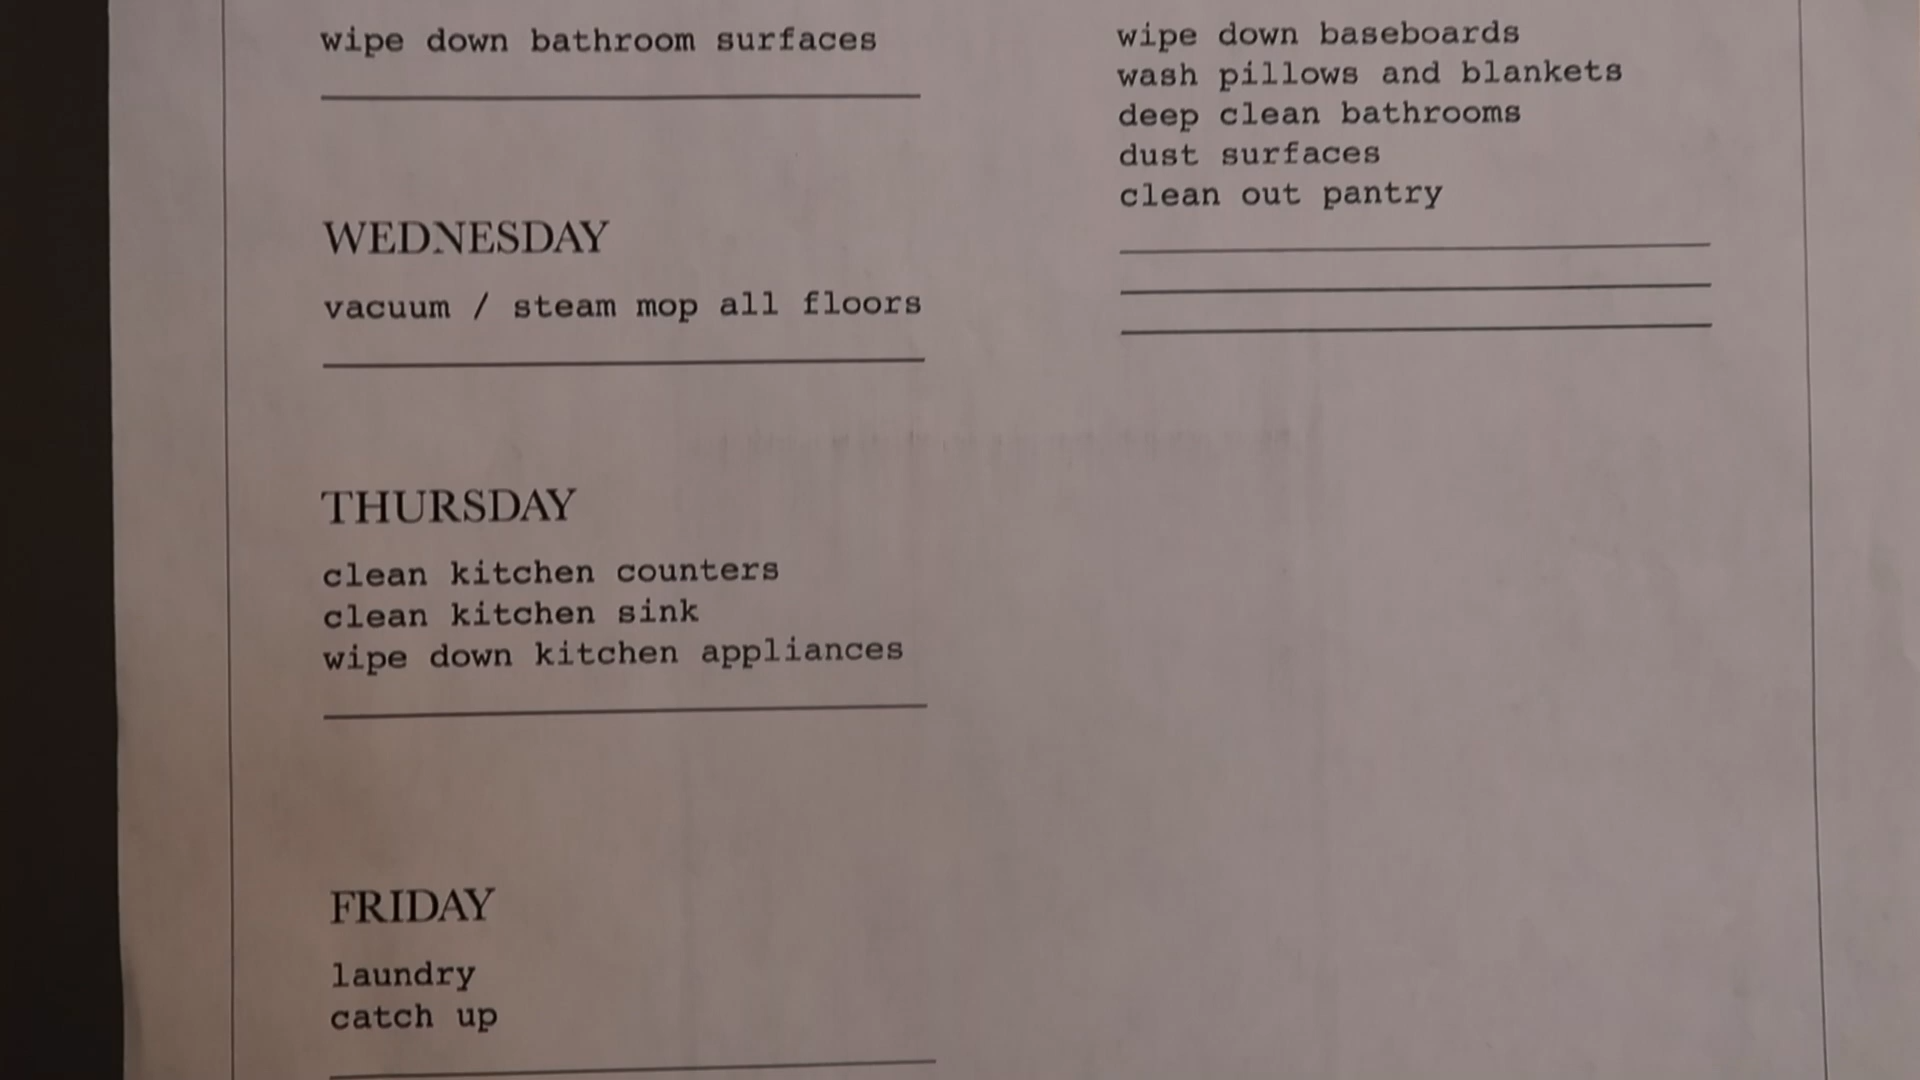 wipe down bathroom surfaces
WEDNESDAY
vacuum / steam mop all floors
THURSDAY
clean kitchen counters
clean kitchen sink
wipe down kitchen appliances
FRIDAY
laundry
catch up
wipe down baseboards
wash pillows and blankets
deep clean bathrooms
dust surfaces
clean out pantry